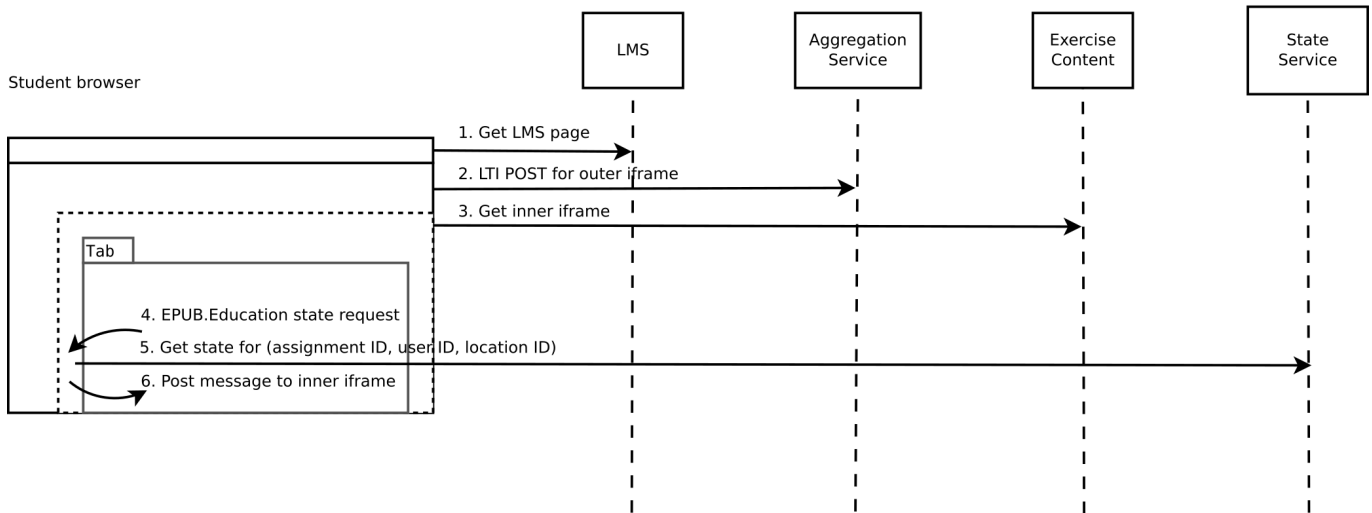 LMS
Aggregation
Service
Exercise
Content
State
Service
Student browser
1. Get LMS page
2. LTI POST for outer iframe
3. Get inner iframe
Tab
4. EPUB.Education state request
5. Get state for (assignment ID, user ID, location ID)
6. Post message to inner iframe